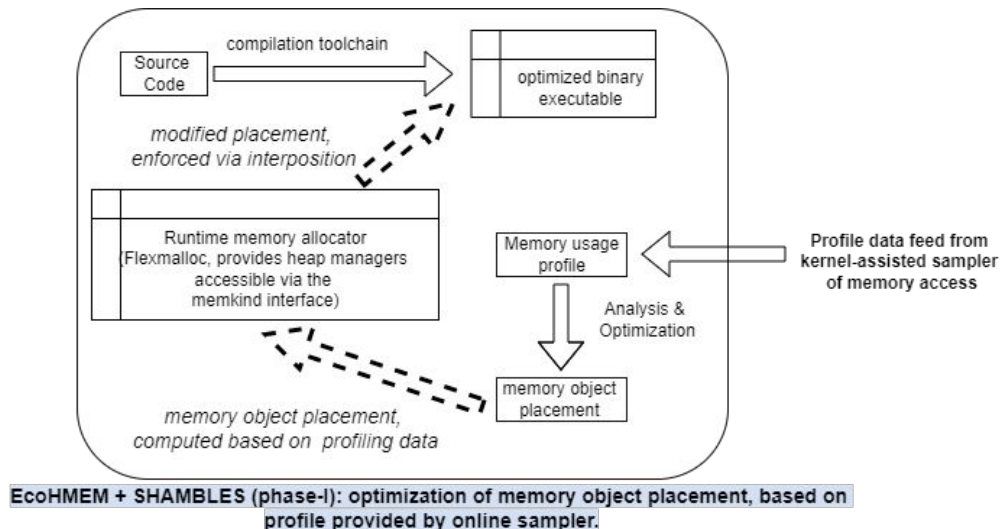 compilation toolchain
Source
Code
optimized binary
executable
modified placement,
enforced via interposition
Runtime memory allocator
(Flexmalloc, provides heap managers
accessible via the
memkind interface)
Memory usage
profile
Profile data feed from
kernel-assisted sampler
of memory access
Analysis &
Optimization
memory object
placement
memory object placement,
computed based on profiling data
EcoHMEM + SHAMBLES (phase-I): optimization of memory object placement, based on
profile provided by online sampler.